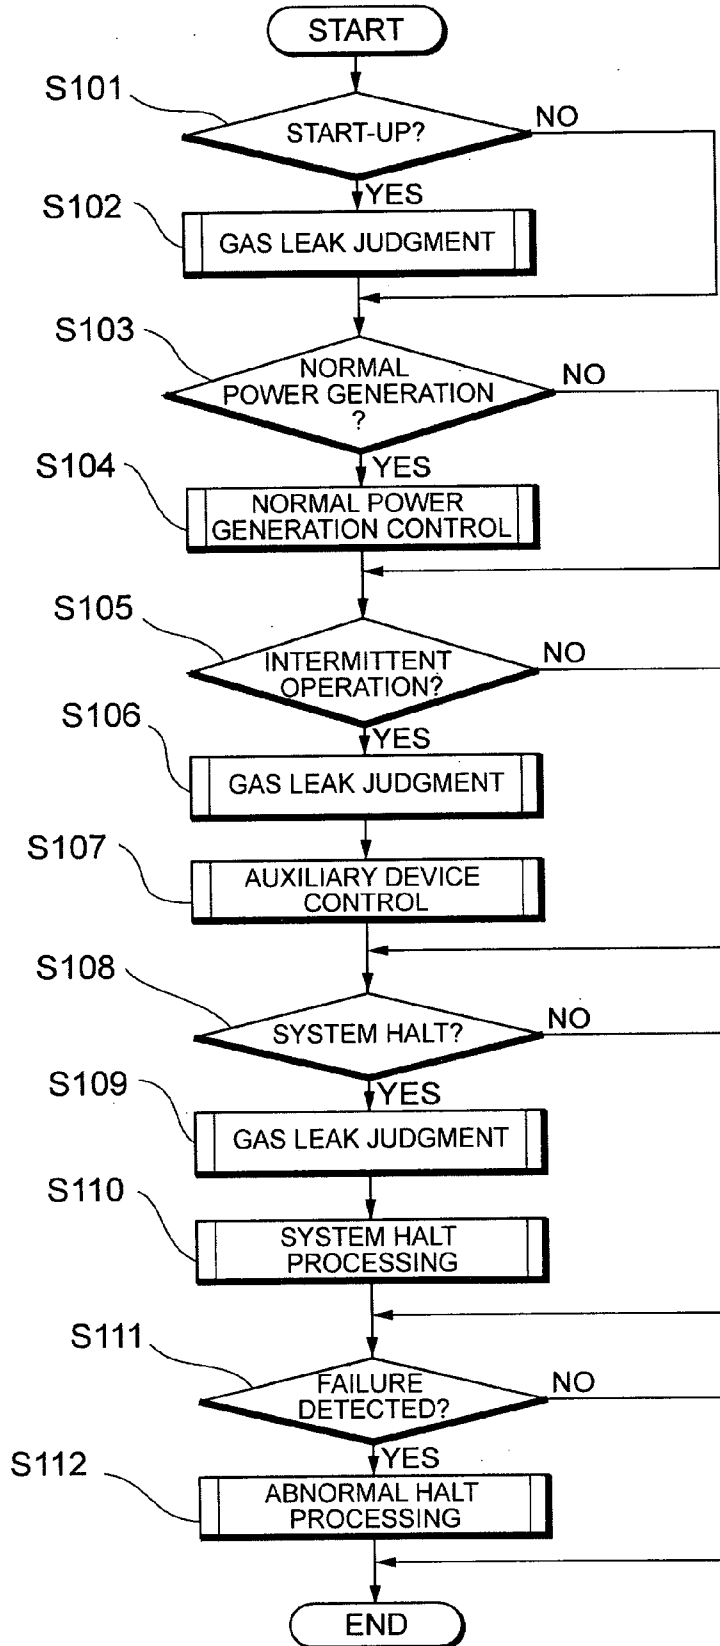 START
S101
START-UP?
NO
YES
S102
GAS LEAK JUDGMENT
S103
NORMAL
POWER GENERATION
?
NO
YES
S104
NORMAL POWER
GENERATION CONTROL
S105
INTERMITTENT
OPERATION?
NO
YES
S106
GAS LEAK JUDGMENT
S107
AUXILIARY DEVICE
CONTROL
S108
SYSTEM HALT?
NO
YES
S109
GAS LEAK JUDGMENT
S110
SYSTEM HALT
PROCESSING
S111
FAILURE
DETECTED?
NO
YES
S112
ABNORMAL HALT
PROCESSING
END